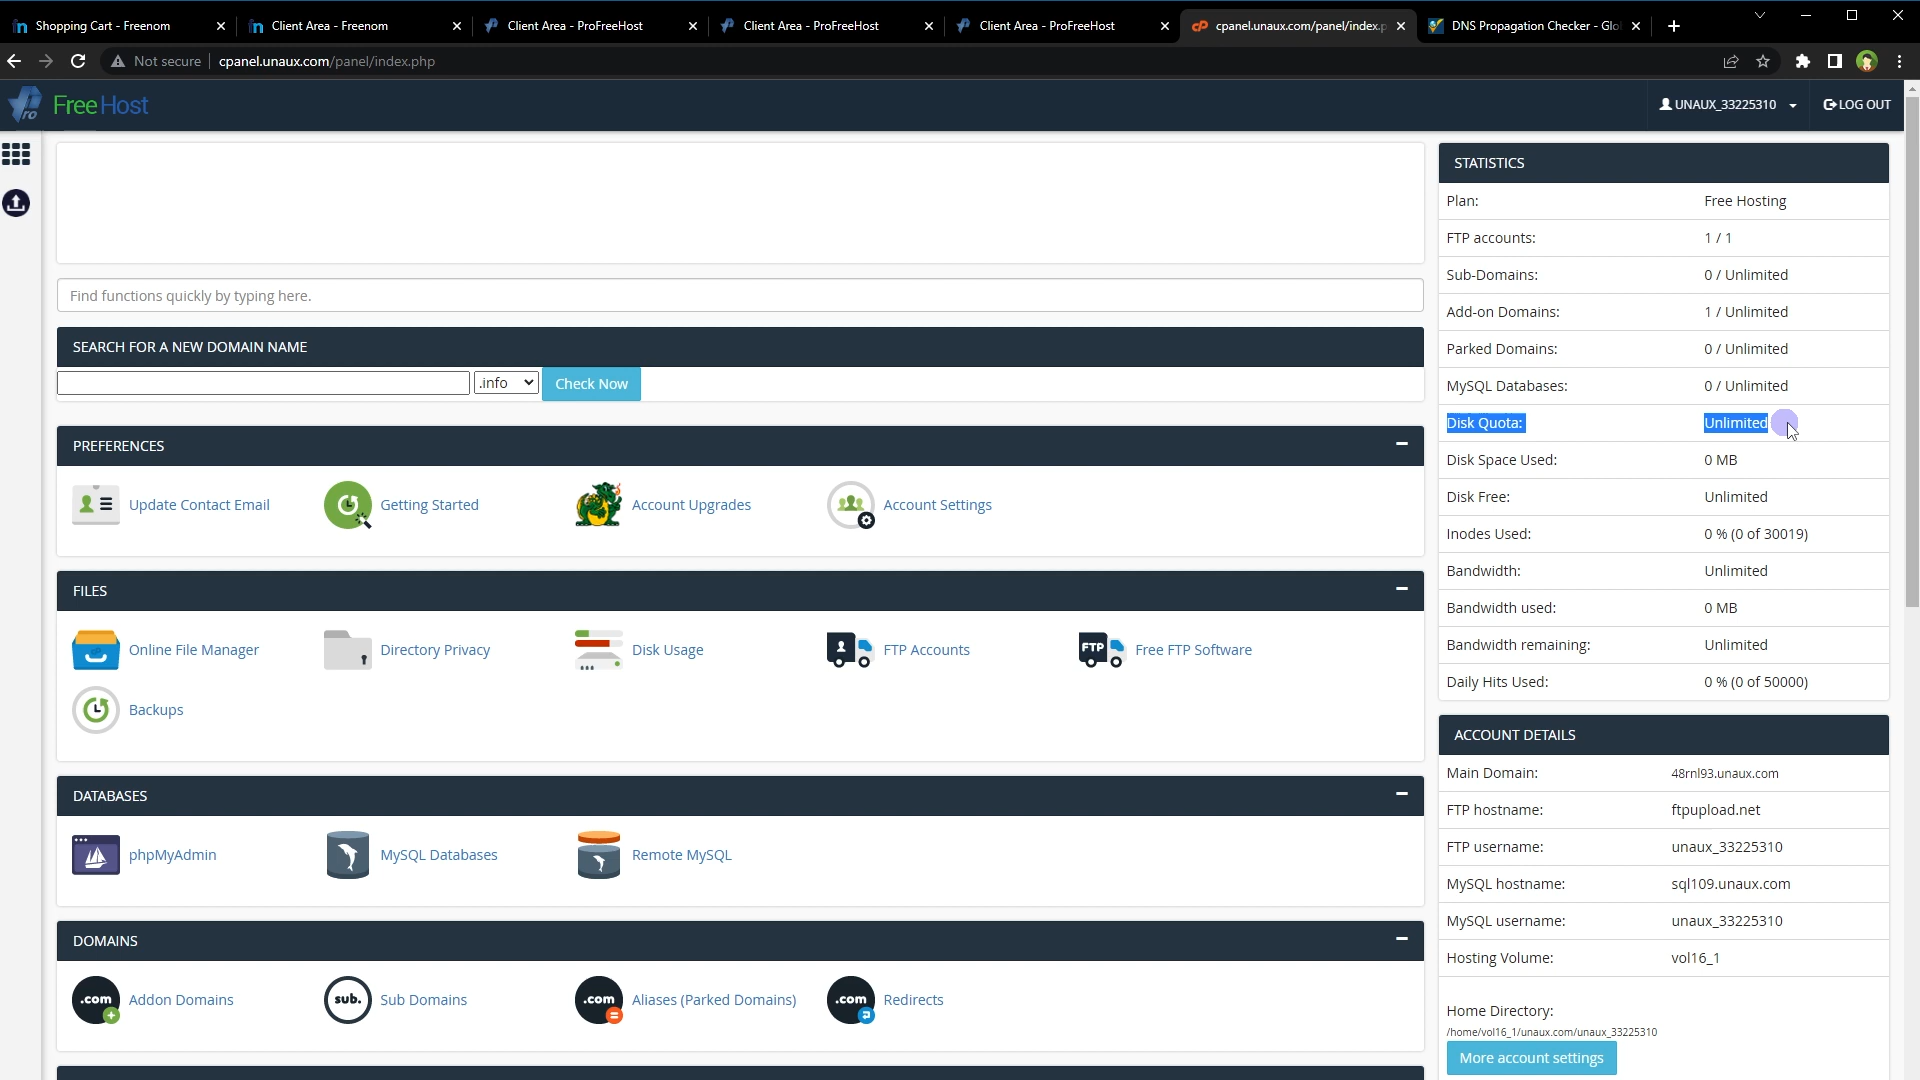 Shopping Cart - Freenom
Client Area - Freenom
Client Area - ProFreeHost
Client Area - ProFreeHost
Client Area - ProFreeHost
cpanel.unaux.com/panel/index.p
DNS Propagation Checker - Glo
Not secure
cpanel.unaux.com/panel/index.php
Pro FreeHost
UNAUX_33225310
LOG OUT
Find functions quickly by typing here.
SEARCH FOR A NEW DOMAIN NAME
.info
Check Now
PREFERENCES
Update Contact Email
Getting Started
Account Upgrades
Account Settings
FILES
Online File Manager
Directory Privacy
Disk Usage
FTP Accounts
FTP
Free FTP Software
Backups
DATABASES
phpMyAdmin
MySQL Databases
Remote MySQL
DOMAINS
.com
Addon Domains
sub.
Sub Domains
.com
Aliases (Parked Domains)
.com
Redirects
STATISTICS
Plan: Free Hosting
FTP accounts: 1 / 1
Sub-Domains: 0 / Unlimited
Add-on Domains: 1 / Unlimited
Parked Domains: 0 / Unlimited
MySQL Databases: 0 / Unlimited
Disk Quota: Unlimited
Disk Space Used: 0 MB
Disk Free: Unlimited
Inodes Used: 0 % (0 of 30019)
Bandwidth: Unlimited
Bandwidth used: 0 MB
Bandwidth remaining: Unlimited
Daily Hits Used: 0 % (0 of 50000)
ACCOUNT DETAILS
Main Domain: 48rnl93.unaux.com
FTP hostname: ftpupload.net
FTP username: unaux_33225310
MySQL hostname: sql109.unaux.com
MySQL username: unaux_33225310
Hosting Volume: vol16_1
Home Directory:
/home/vol16_1/unaux.com/unaux_33225310
More account settings